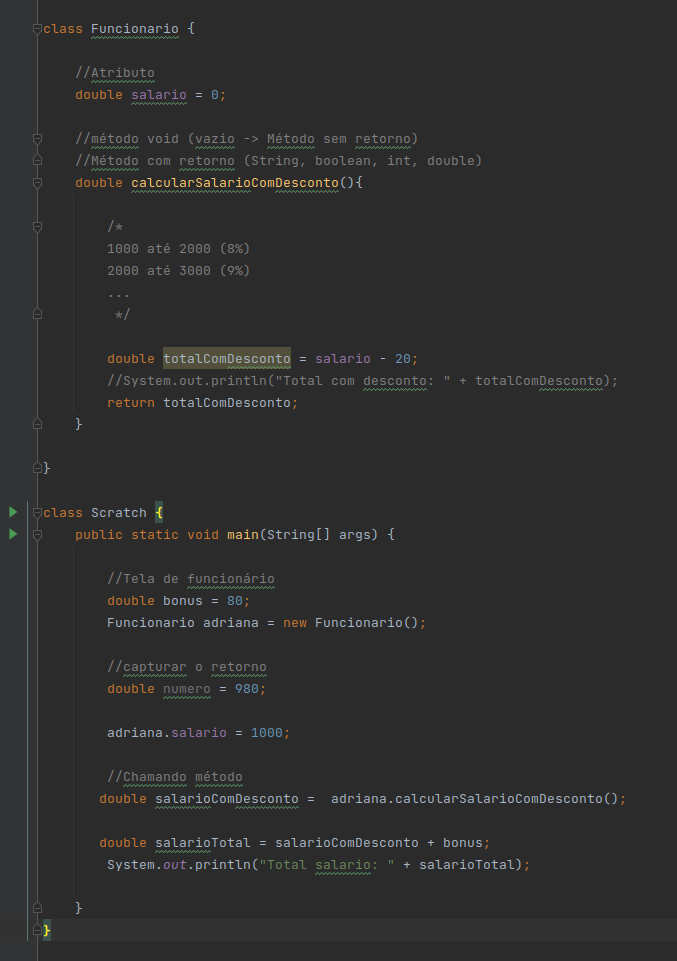 class Funcionario {
//Atributo
double salario = 0;
//método void (vazio -> Método sem retorno)
//Método com retorno (String, boolean, int, double)
double calcularSalarioComDesconto(){
/*
1000 até 2000 (8%)
2000 até 3000 (9%)
...
*/
double totalComDesconto = salario - 20;
//System.out.println("Total com desconto: " + totalComDesconto);
return totalComDesconto;
}
}
class Scratch {
public static void main(String[] args) {
//Tela de funcionário
double bonus = 80;
Funcionario adriana = new Funcionario();
//capturar o retorno
double numero = 980;
adriana.salario = 1000;
//Chamando método
double salarioComDesconto =  adriana.calcularSalarioComDesconto();
double salarioTotal = salarioComDesconto + bonus;
System.out.println("Total salario: " + salarioTotal);
}
}